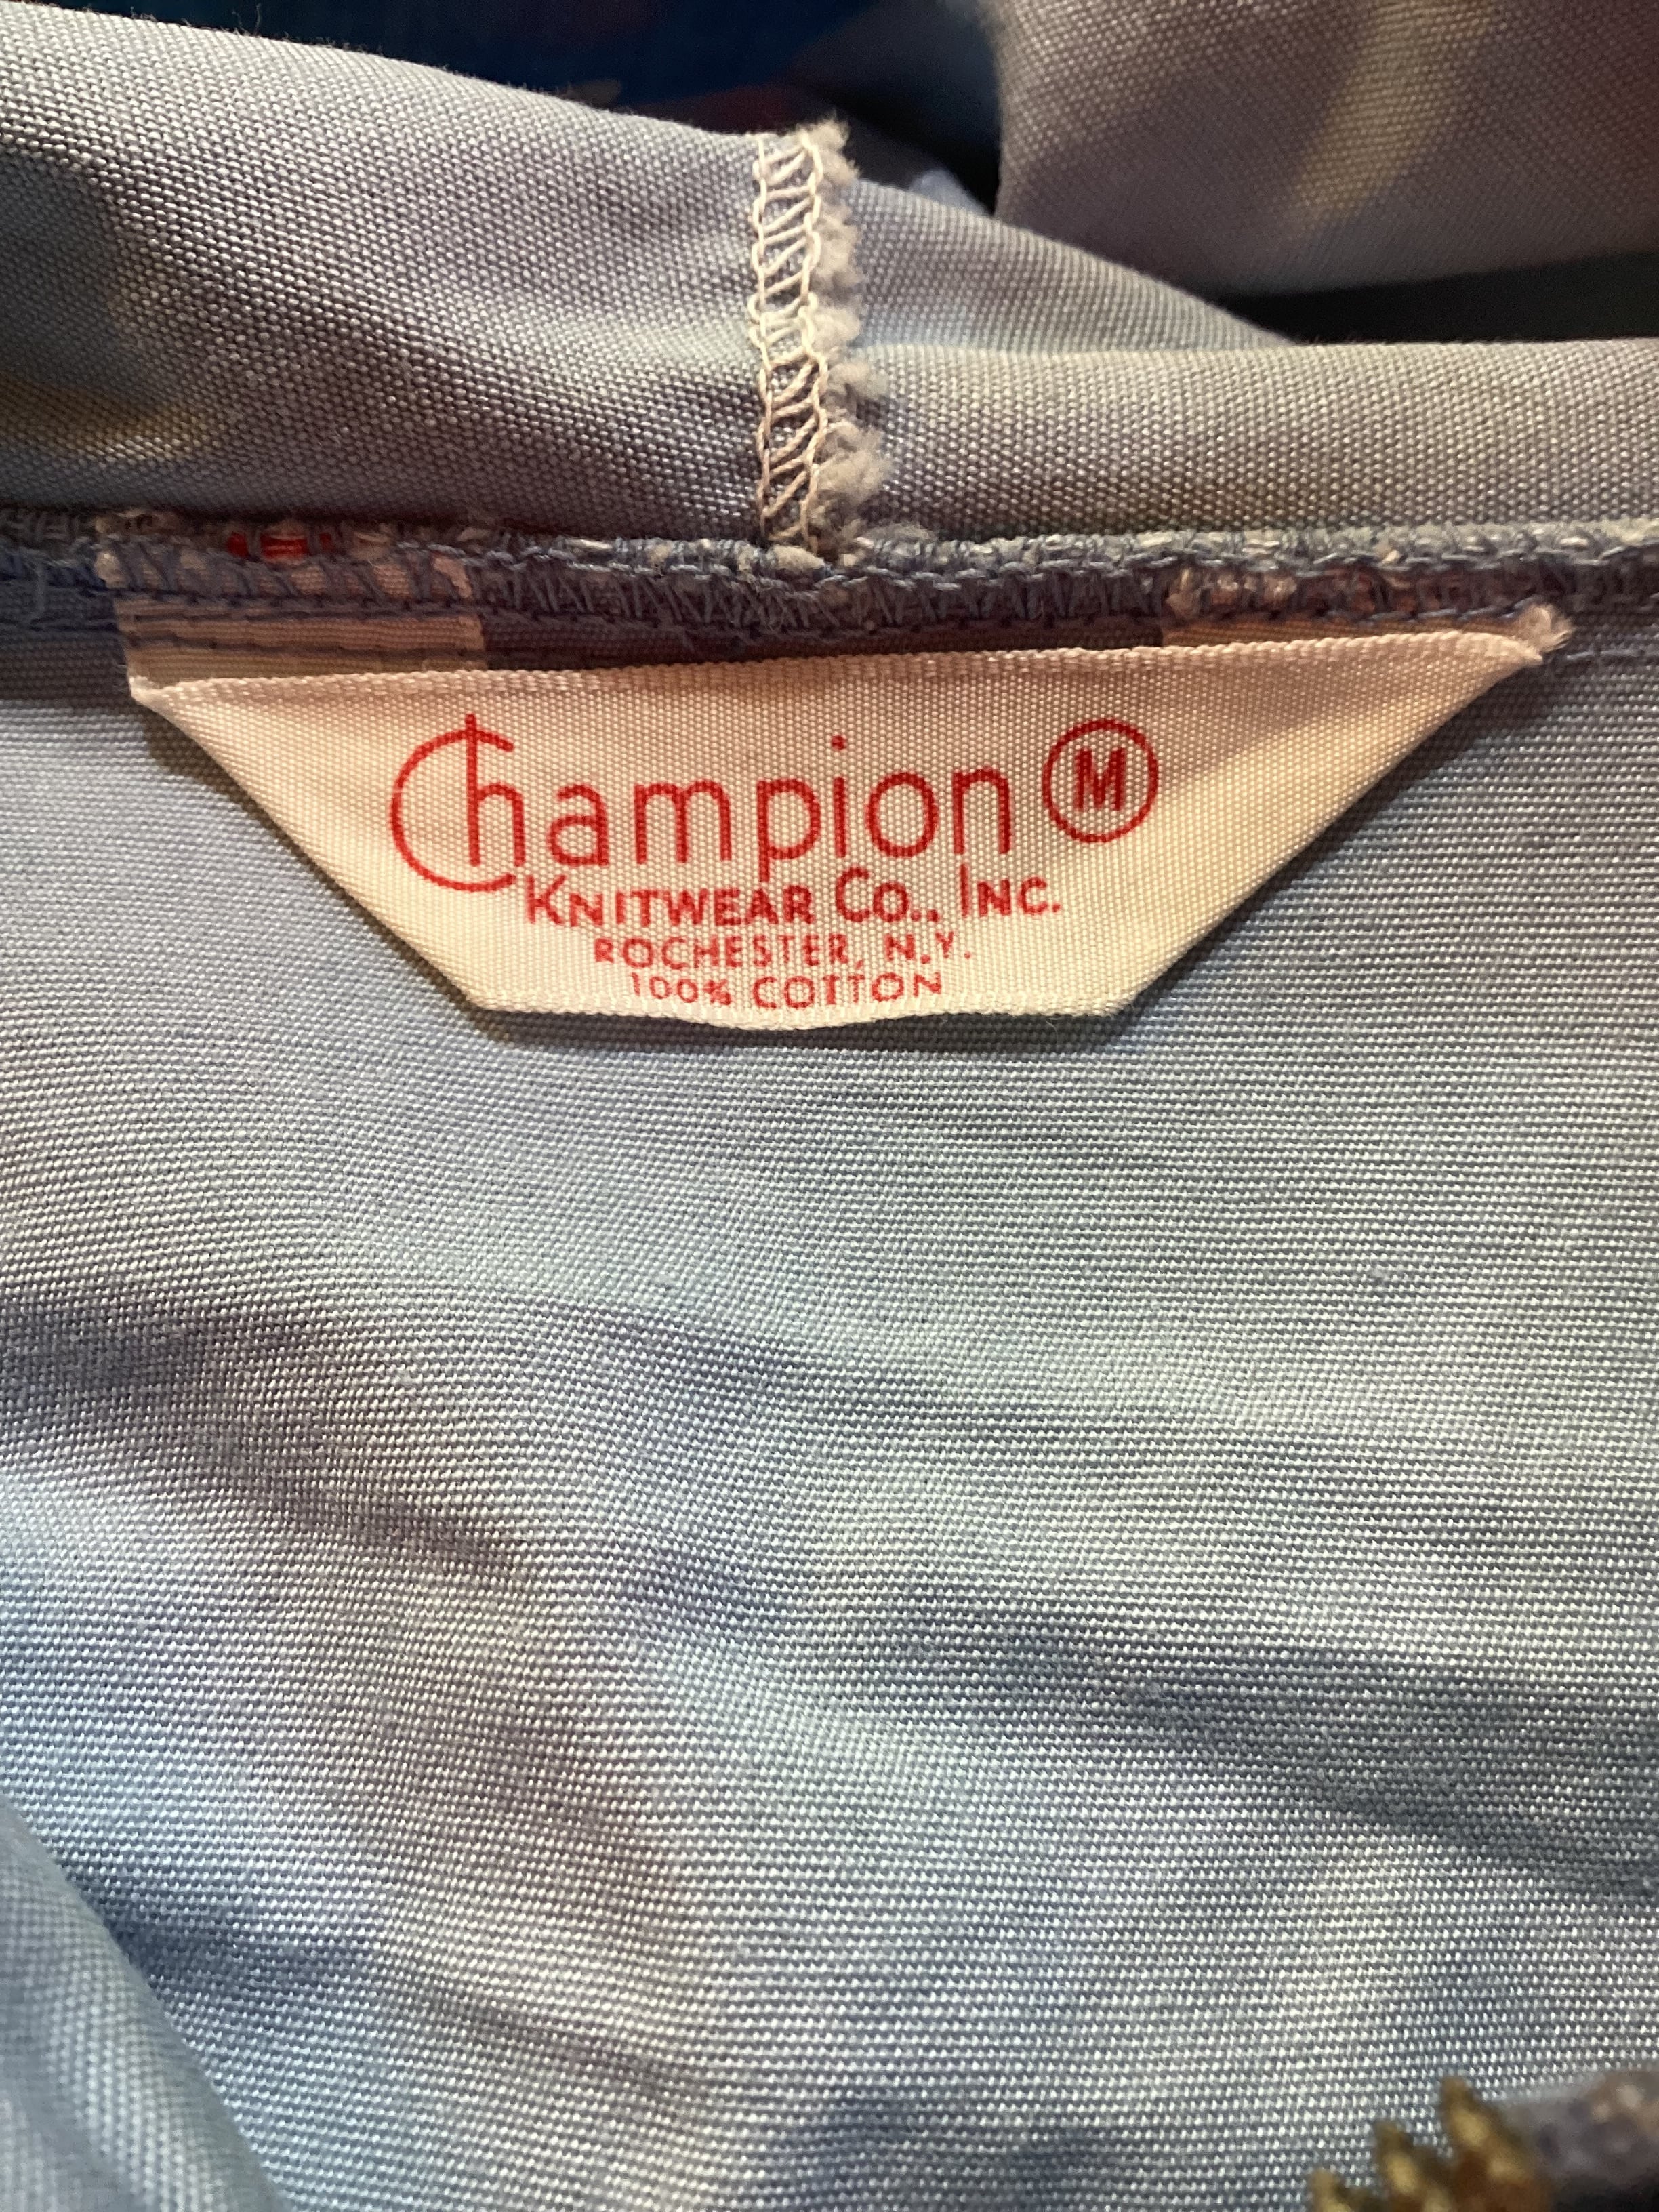 Champion M
KNITWEAR CO., INC.
ROCHESTER, N.Y.
100% COTTON